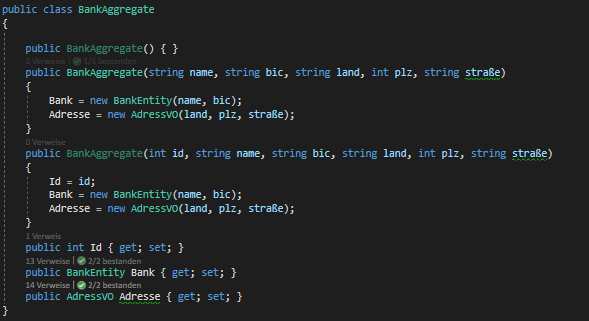 public class BankAggregate
{
public BankAggregate() { }
3 Verweise | 1/1 bestanden
public BankAggregate(string name, string bic, string land, int plz, string straße)
{
Bank = new BankEntity(name, bic);
Adresse = new AdressVO(land, plz, straße);
}
0 Verweise
public BankAggregate(int id, string name, string bic, string land, int plz, string straße)
{
Id = id;
Bank = new BankEntity(name, bic);
Adresse = new AdressVO(land, plz, straße);
}
1 Verweis
public int Id { get; set; }
13 Verweise | 2/2 bestanden
public BankEntity Bank { get; set; }
14 Verweise | 2/2 bestanden
public AdressVO Adresse { get; set; }
}